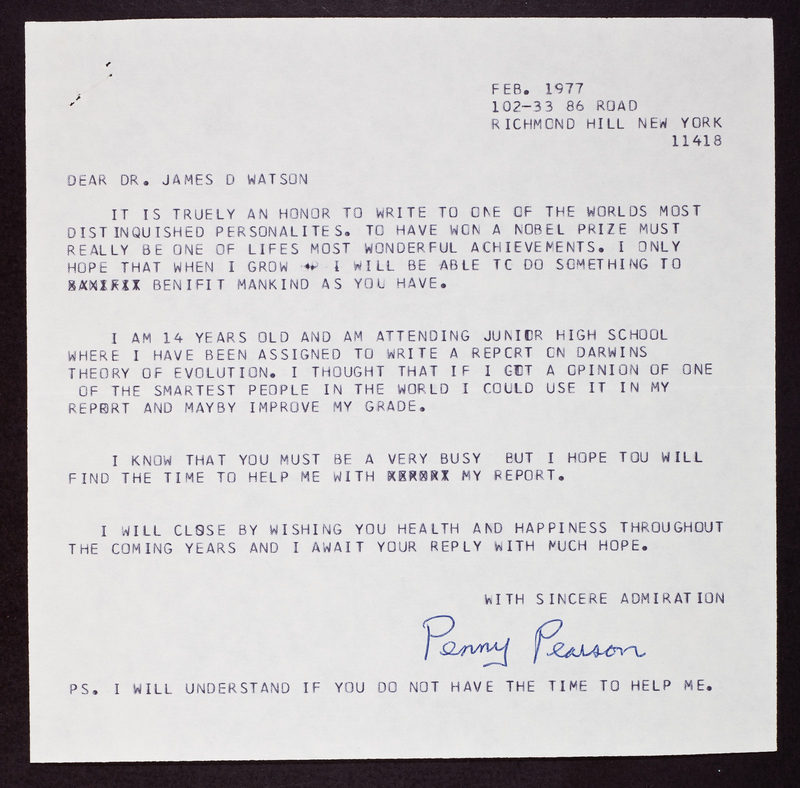 FEB. 1977
102-33 86 ROAD
RICHMOND HILL NEW YORK
11418
DEAR DR. JAMES D WATSON
IT IS TRUELY AN HONOR TO WRITE TO ONE OF THE WORLDS MOST
DISTINQUISHED PERSONALITES. TO HAVE WON A NOBEL PRIZE MUST
REALLY BE ONE OF LIFES MOST WONDERFUL ACHIEVEMENTS. I ONLY
HOPE THAT WHEN I GROW UP I WILL BE ABLE TO DO SOMETHING TO
BENIFIT MANKIND AS YOU HAVE.
I AM 14 YEARS OLD AND AM ATTENDING JUNIOR HIGH SCHOOL
WHERE I HAVE BEEN ASSIGNED TO WRITE A REPORT ON DARWINS
THEORY OF EVOLUTION. I THOUGHT THAT IF I GOT A OPINION OF ONE
OF THE SMARTEST PEOPLE IN THE WORLD I COULD USE IT IN MY
REPORT AND MAYBY IMPROVE MY GRADE.
I KNOW THAT YOU MUST BE A VERY BUSY BUT I HOPE TOU WILL
FIND THE TIME TO HELP ME WITH MY REPORT.
I WILL CLOSE BY WISHING YOU HEALTH AND HAPPINESS THROUGHOUT
THE COMING YEARS AND I AWAIT YOUR REPLY WITH MUCH HOPE.
WITH SINCERE ADMIRATION
Penny Pearson
PS. I WILL UNDERSTAND IF YOU DO NOT HAVE THE TIME TO HELP ME.